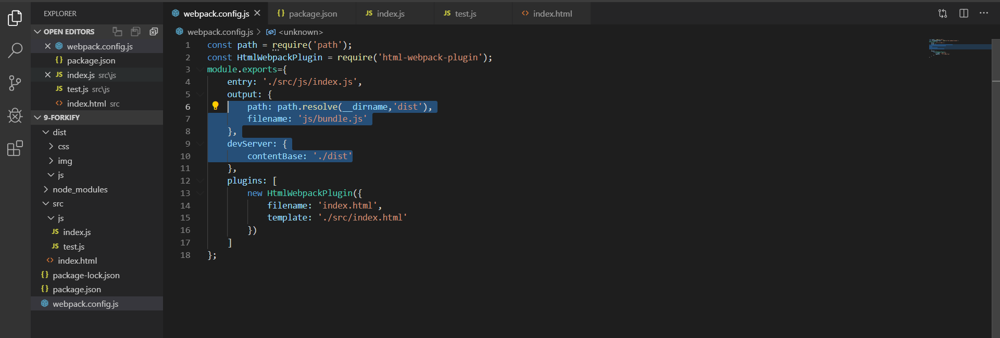 EXPLORER
OPEN EDITORS
webpack.config.js
{} package.json
JS index.js src\js
JS test.js src\js
<> index.html src
9-FORKIFY
dist
css
img
js
node_modules
src
js
JS index.js
JS test.js
<> index.html
{} package-lock.json
{} package.json
webpack.config.js
webpack.config.js
{} package.json
JS index.js
JS test.js
<> index.html
webpack.config.js > <unknown>
1 const path = require('path');
2 const HtmlWebpackPlugin = require('html-webpack-plugin');
3 module.exports={
4 entry: './src/js/index.js',
5 output: {
6 path: path.resolve(__dirname,'dist'),
7 filename: 'js/bundle.js'
8 },
9 devServer: {
10 contentBase: './dist'
11 },
12 plugins: [
13 new HtmlWebpackPlugin({
14 filename: 'index.html',
15 template: './src/index.html'
16 })
17 ]
18 };